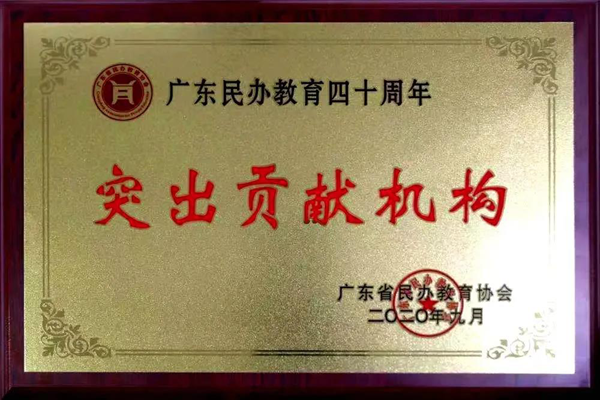 广东民办教育四十周年
突出贡献机构
广东省民办教育协会
二〇二〇年九月